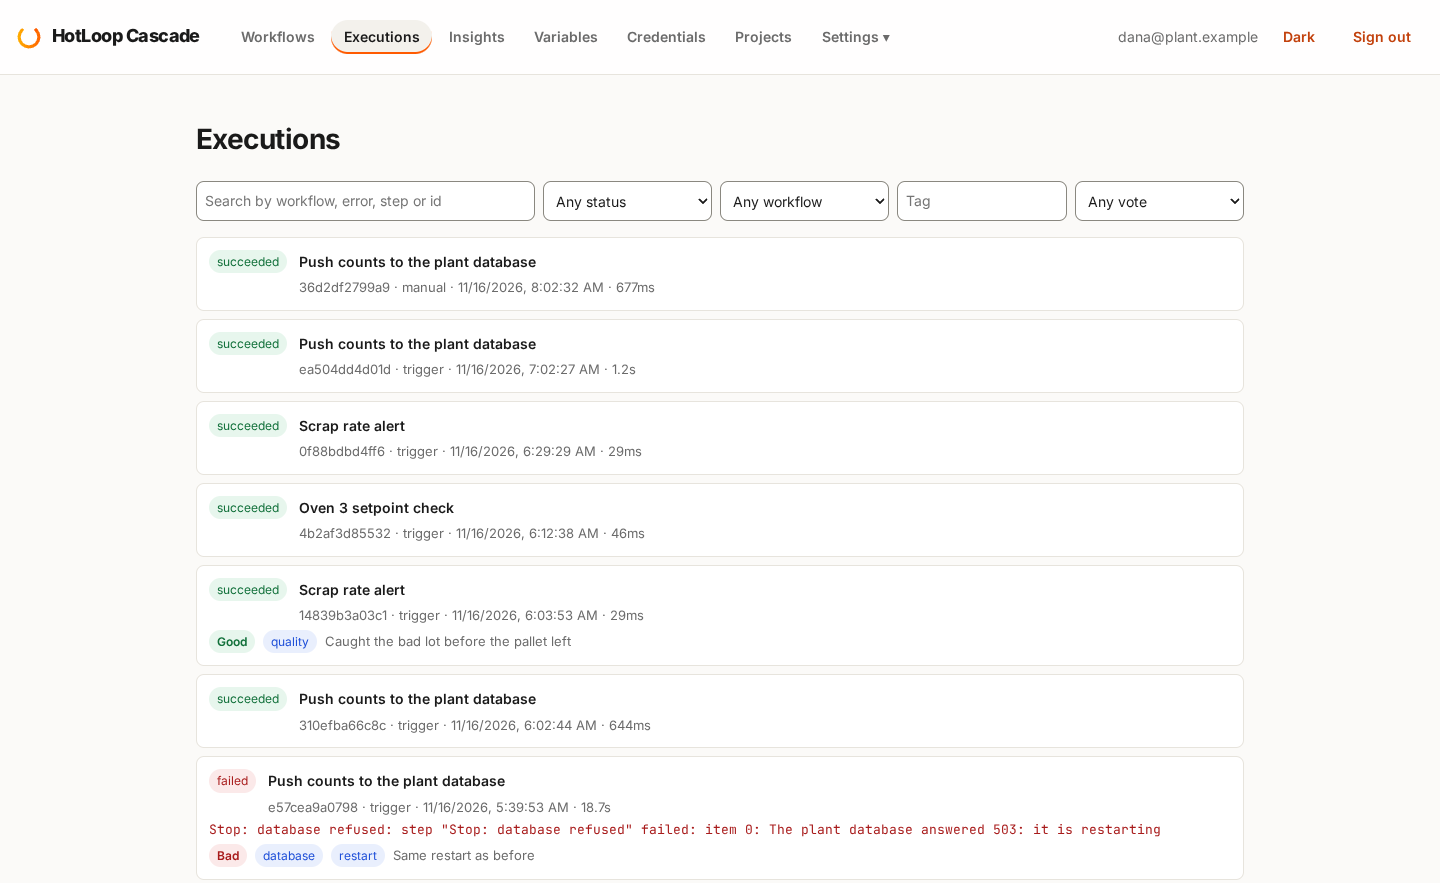 HotLoop Cascade Workflows Executions Insights Variables Credentials Projects Settings ▾ dana@plant.example Dark Sign out
Executions
Search by workflow, error, step or id Any status Any workflow Tag Any vote
succeeded Push counts to the plant database
36d2df2799a9 · manual · 11/16/2026, 8:02:32 AM · 677ms
succeeded Push counts to the plant database
ea504dd4d01d · trigger · 11/16/2026, 7:02:27 AM · 1.2s
succeeded Scrap rate alert
0f88bdbd4ff6 · trigger · 11/16/2026, 6:29:29 AM · 29ms
succeeded Oven 3 setpoint check
4b2af3d85532 · trigger · 11/16/2026, 6:12:38 AM · 46ms
succeeded Scrap rate alert
14839b3a03c1 · trigger · 11/16/2026, 6:03:53 AM · 29ms
Good quality Caught the bad lot before the pallet left
succeeded Push counts to the plant database
310efba66c8c · trigger · 11/16/2026, 6:02:44 AM · 644ms
failed Push counts to the plant database
e57cea9a0798 · trigger · 11/16/2026, 5:39:53 AM · 18.7s
Stop: database refused: step "Stop: database refused" failed: item 0: The plant database answered 503: it is restarting
Bad database restart Same restart as before